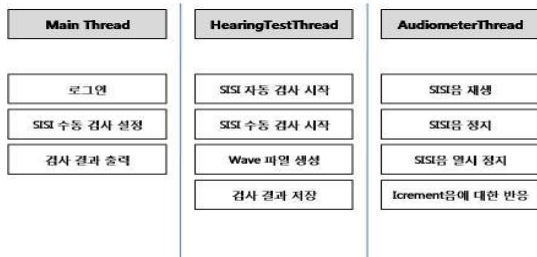 Main Thread
HearingTestThread
AudiometerThread
로그인
SISI 수동 검사 설정
검사 결과 출력
SISI 자동 검사 시작
SISI 수동 검사 시작
Wave 파일 생성
검사 결과 저장
SISI음 재생
SISI음 정지
SISI음 일시 정지
Icrement음에 대한 반응